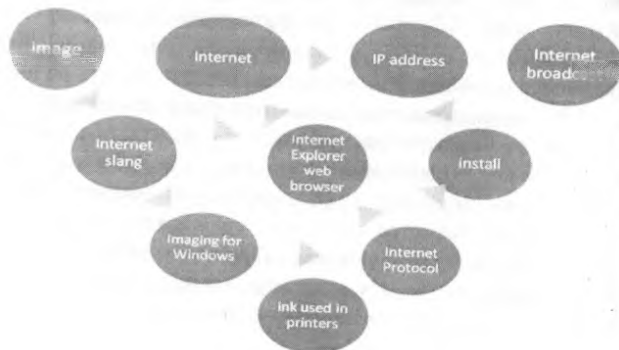 image
Internet
IP address
Internet
broadcast
Internet
slang
Internet
Explorer
web
browser
install
Imaging for
Windows
Internet
Protocol
ink used in
printers